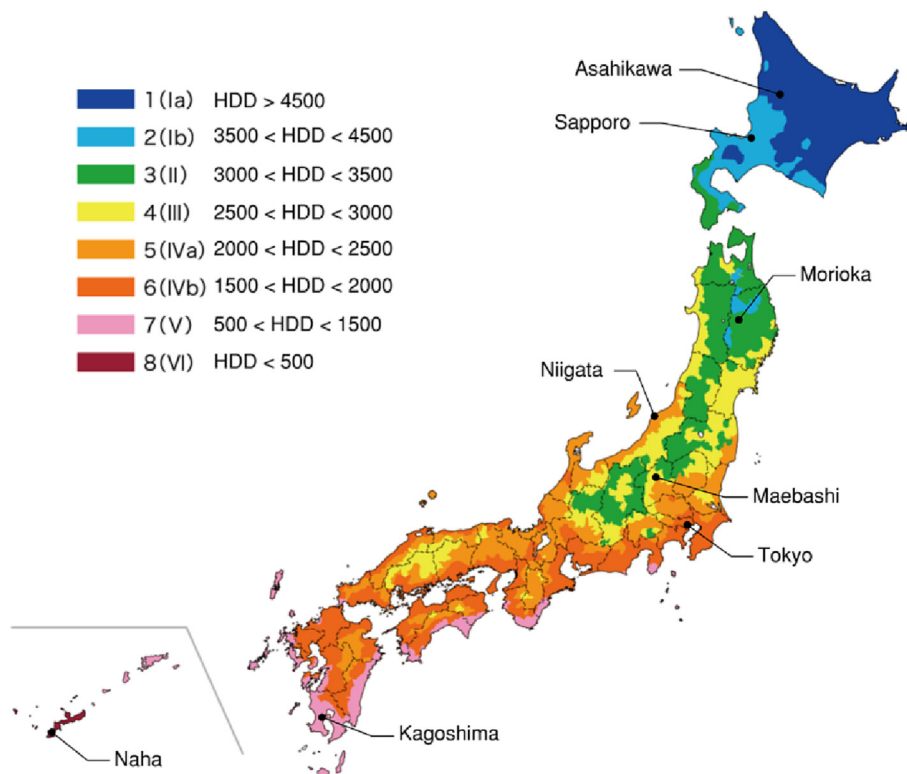 1 (Ia) HDD > 4500
2 (Ib) 3500 < HDD < 4500
3 (II) 3000 < HDD < 3500
4 (III) 2500 < HDD < 3000
5 (IVa) 2000 < HDD < 2500
6 (IVb) 1500 < HDD < 2000
7 (V) 500 < HDD < 1500
8 (VI) HDD < 500
Asahikawa
Sapporo
Morioka
Niigata
Maebashi
Tokyo
Kagoshima
Naha